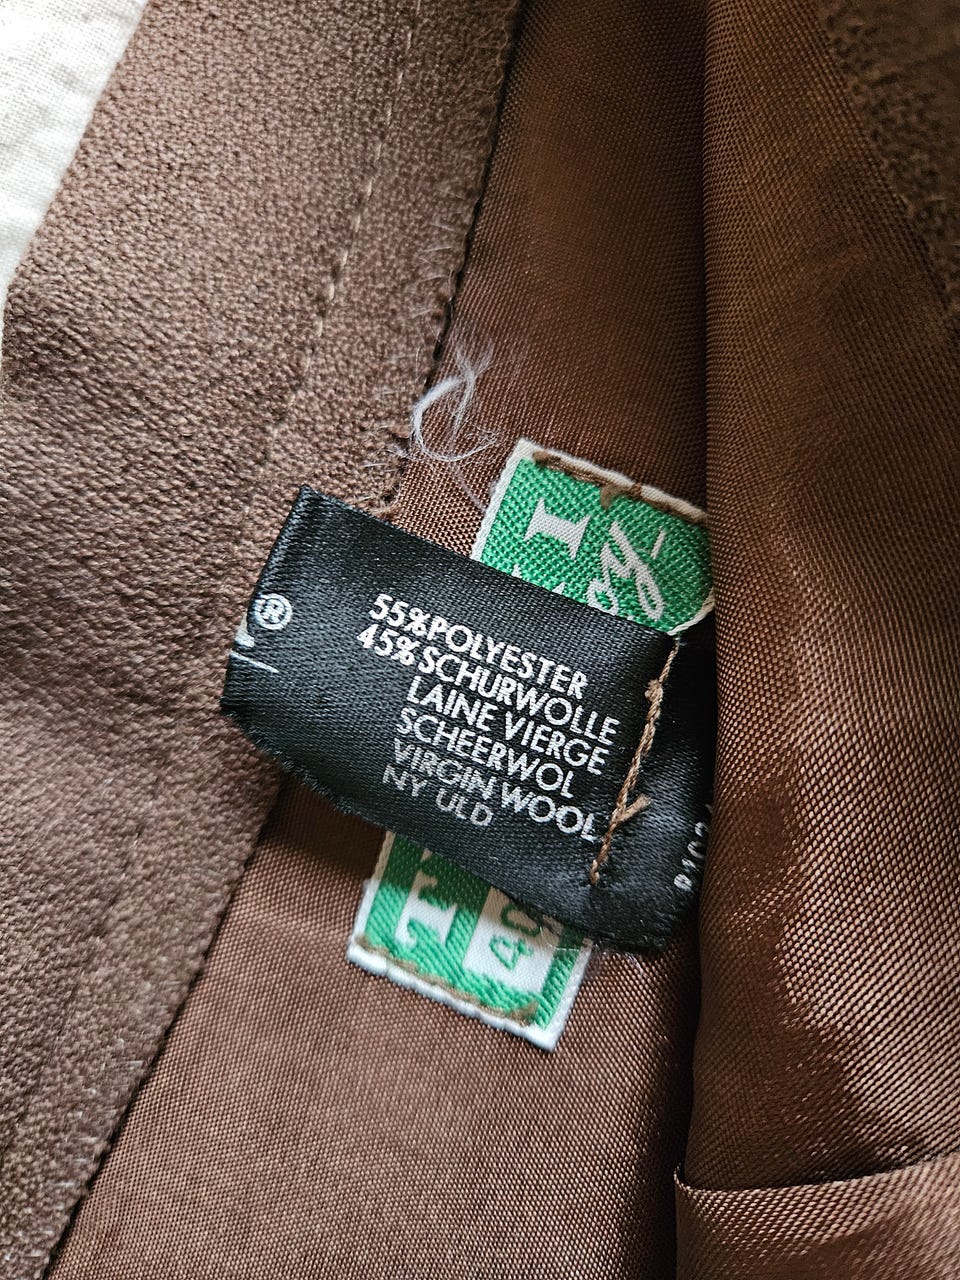 ®
55%POLYESTER
45%SCHURWOLLE
LAINE VIERGE
SCHEERWOL
VIRGIN WOOL
NY ULD